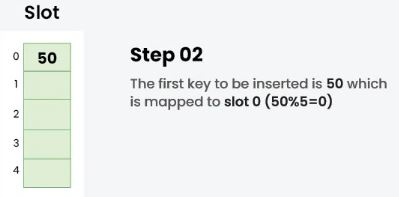 Slot
0 50
1
2
3
4
Step 02
The first key to be inserted is 50 which
is mapped to slot 0 (50%5=0)